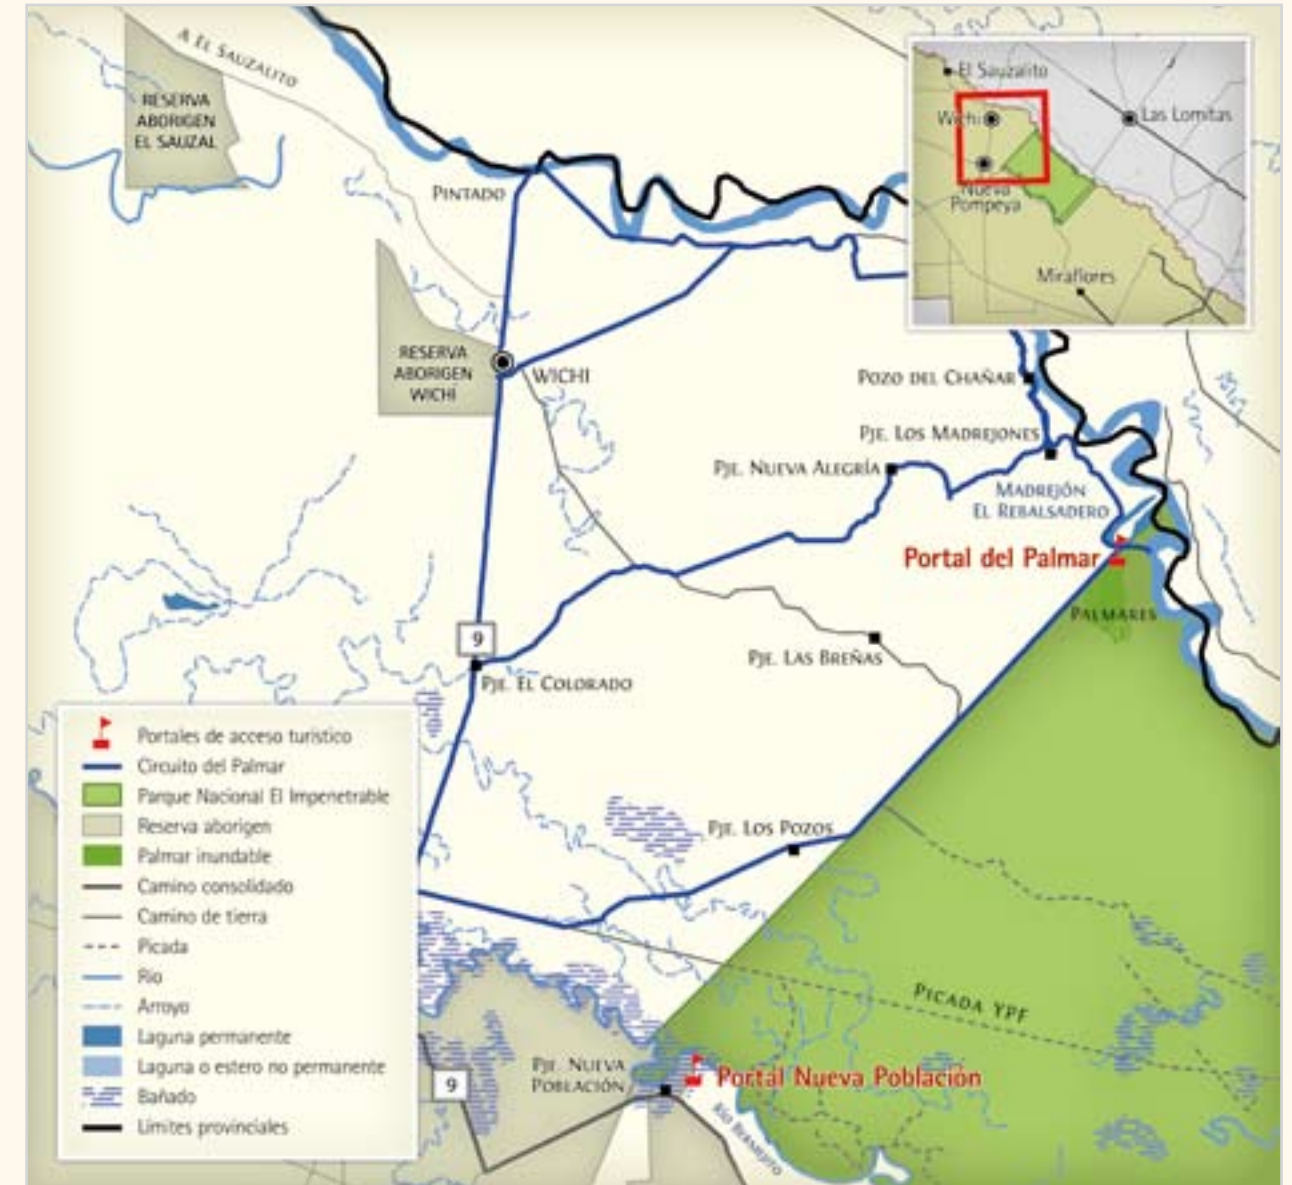 A EL SAUZALITO
RESERVA
ABORIGEN
EL SAUZAL
PINTADO
El Sauzalito
Wichi
Las Lomitas
Nueva
Pompeya
Miraflores
RESERVA
ABORIGEN
WICHÍ
WICHI
POZO DEL CHAÑAR
PJE. LOS MADREJONES
PJE. NUEVA ALEGRÍA
MADREJÓN
EL REBALSADERO
Portal del Palmar
PALMARES
9
PJE. LAS BREÑAS
PJE. EL COLORADO
Portales de acceso turístico
Circuito del Palmar
Parque Nacional El Impenetrable
Reserva aborigen
Palmar inundable
Camino consolidado
Camino de tierra
Picada
Río
Arroyo
Laguna permanente
Laguna o estero no permanente
Bañado
Límites provinciales
PJE. LOS POZOS
PICADA YPF
9
PJE. NUEVA
POBLACIÓN
Portal Nueva Población
RÍO BERMEJITO